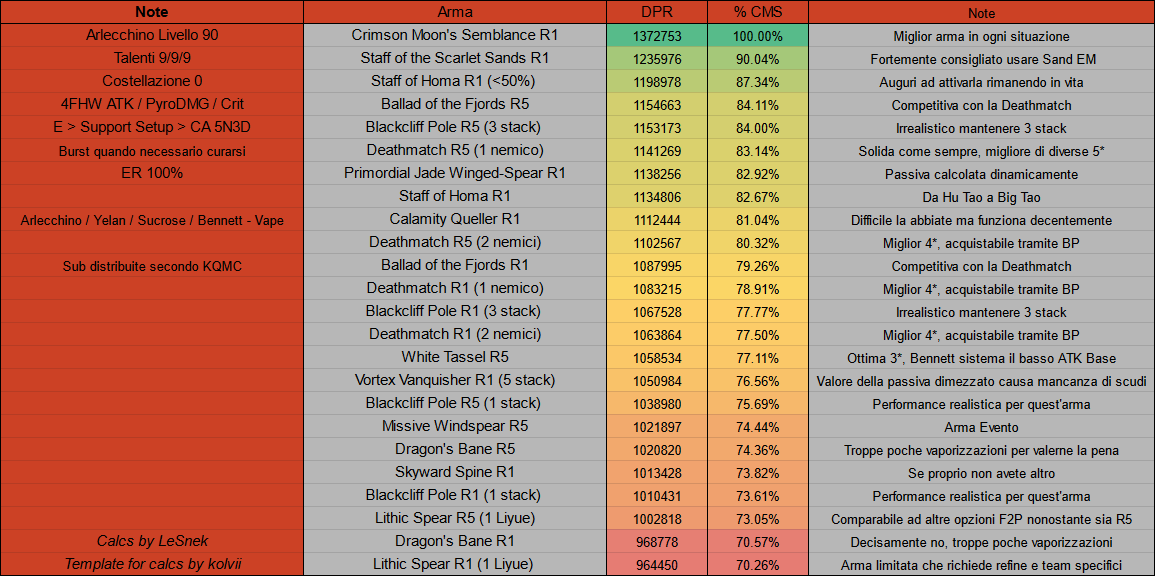 Note Arma DPR % CMS Note
Arlecchino Livello 90 Crimson Moon's Semblance R1 1372753 100.00% Miglior arma in ogni situazione
Talenti 9/9/9 Staff of the Scarlet Sands R1 1235976 90.04% Fortemente consigliato usare Sand EM
Costellazione 0 Staff of Homa R1 (<50%) 1198978 87.34% Auguri ad attivarla rimanendo in vita
4FHW ATK / PyroDMG / Crit Ballad of the Fjords R5 1154663 84.11% Competitiva con la Deathmatch
E > Support Setup > CA 5N3D Blackcliff Pole R5 (3 stack) 1153173 84.00% Irrealistico mantenere 3 stack
Burst quando necessario curarsi Deathmatch R5 (1 nemico) 1141269 83.14% Solida come sempre, migliore di diverse 5*
ER 100% Primordial Jade Winged-Spear R1 1138256 82.92% Passiva calcolata dinamicamente
Staff of Homa R1 1134806 82.67% Da Hu Tao a Big Tao
Arlecchino / Yelan / Sucrose / Bennett - Vape Calamity Queller R1 1112444 81.04% Difficile la abbiate ma funziona decentemente
Deathmatch R5 (2 nemici) 1102567 80.32% Miglior 4*, acquistabile tramite BP
Sub distribuite secondo KQMC Ballad of the Fjords R1 1087995 79.26% Competitiva con la Deathmatch
Deathmatch R1 (1 nemico) 1083215 78.91% Miglior 4*, acquistabile tramite BP
Blackcliff Pole R1 (3 stack) 1067528 77.77% Irrealistico mantenere 3 stack
Deathmatch R1 (2 nemici) 1063864 77.50% Miglior 4*, acquistabile tramite BP
White Tassel R5 1058534 77.11% Ottima 3*, Bennett sistema il basso ATK Base
Vortex Vanquisher R1 (5 stack) 1050984 76.56% Valore della passiva dimezzato causa mancanza di scudi
Blackcliff Pole R5 (1 stack) 1038980 75.69% Performance realistica per quest'arma
Missive Windspear R5 1021897 74.44% Arma Evento
Dragon's Bane R5 1020820 74.36% Troppe poche vaporizzazioni per valerne la pena
Skyward Spine R1 1013428 73.82% Se proprio non avete altro
Blackcliff Pole R1 (1 stack) 1010431 73.61% Performance realistica per quest'arma
Lithic Spear R5 (1 Liyue) 1002818 73.05% Comparabile ad altre opzioni F2P nonostante sia R5
Calcs by LeSnek Dragon's Bane R1 968778 70.57% Decisamente no, troppe poche vaporizzazioni
Template for calcs by kolvii Lithic Spear R1 (1 Liyue) 964450 70.26% Arma limitata che richiede refine e team specifici